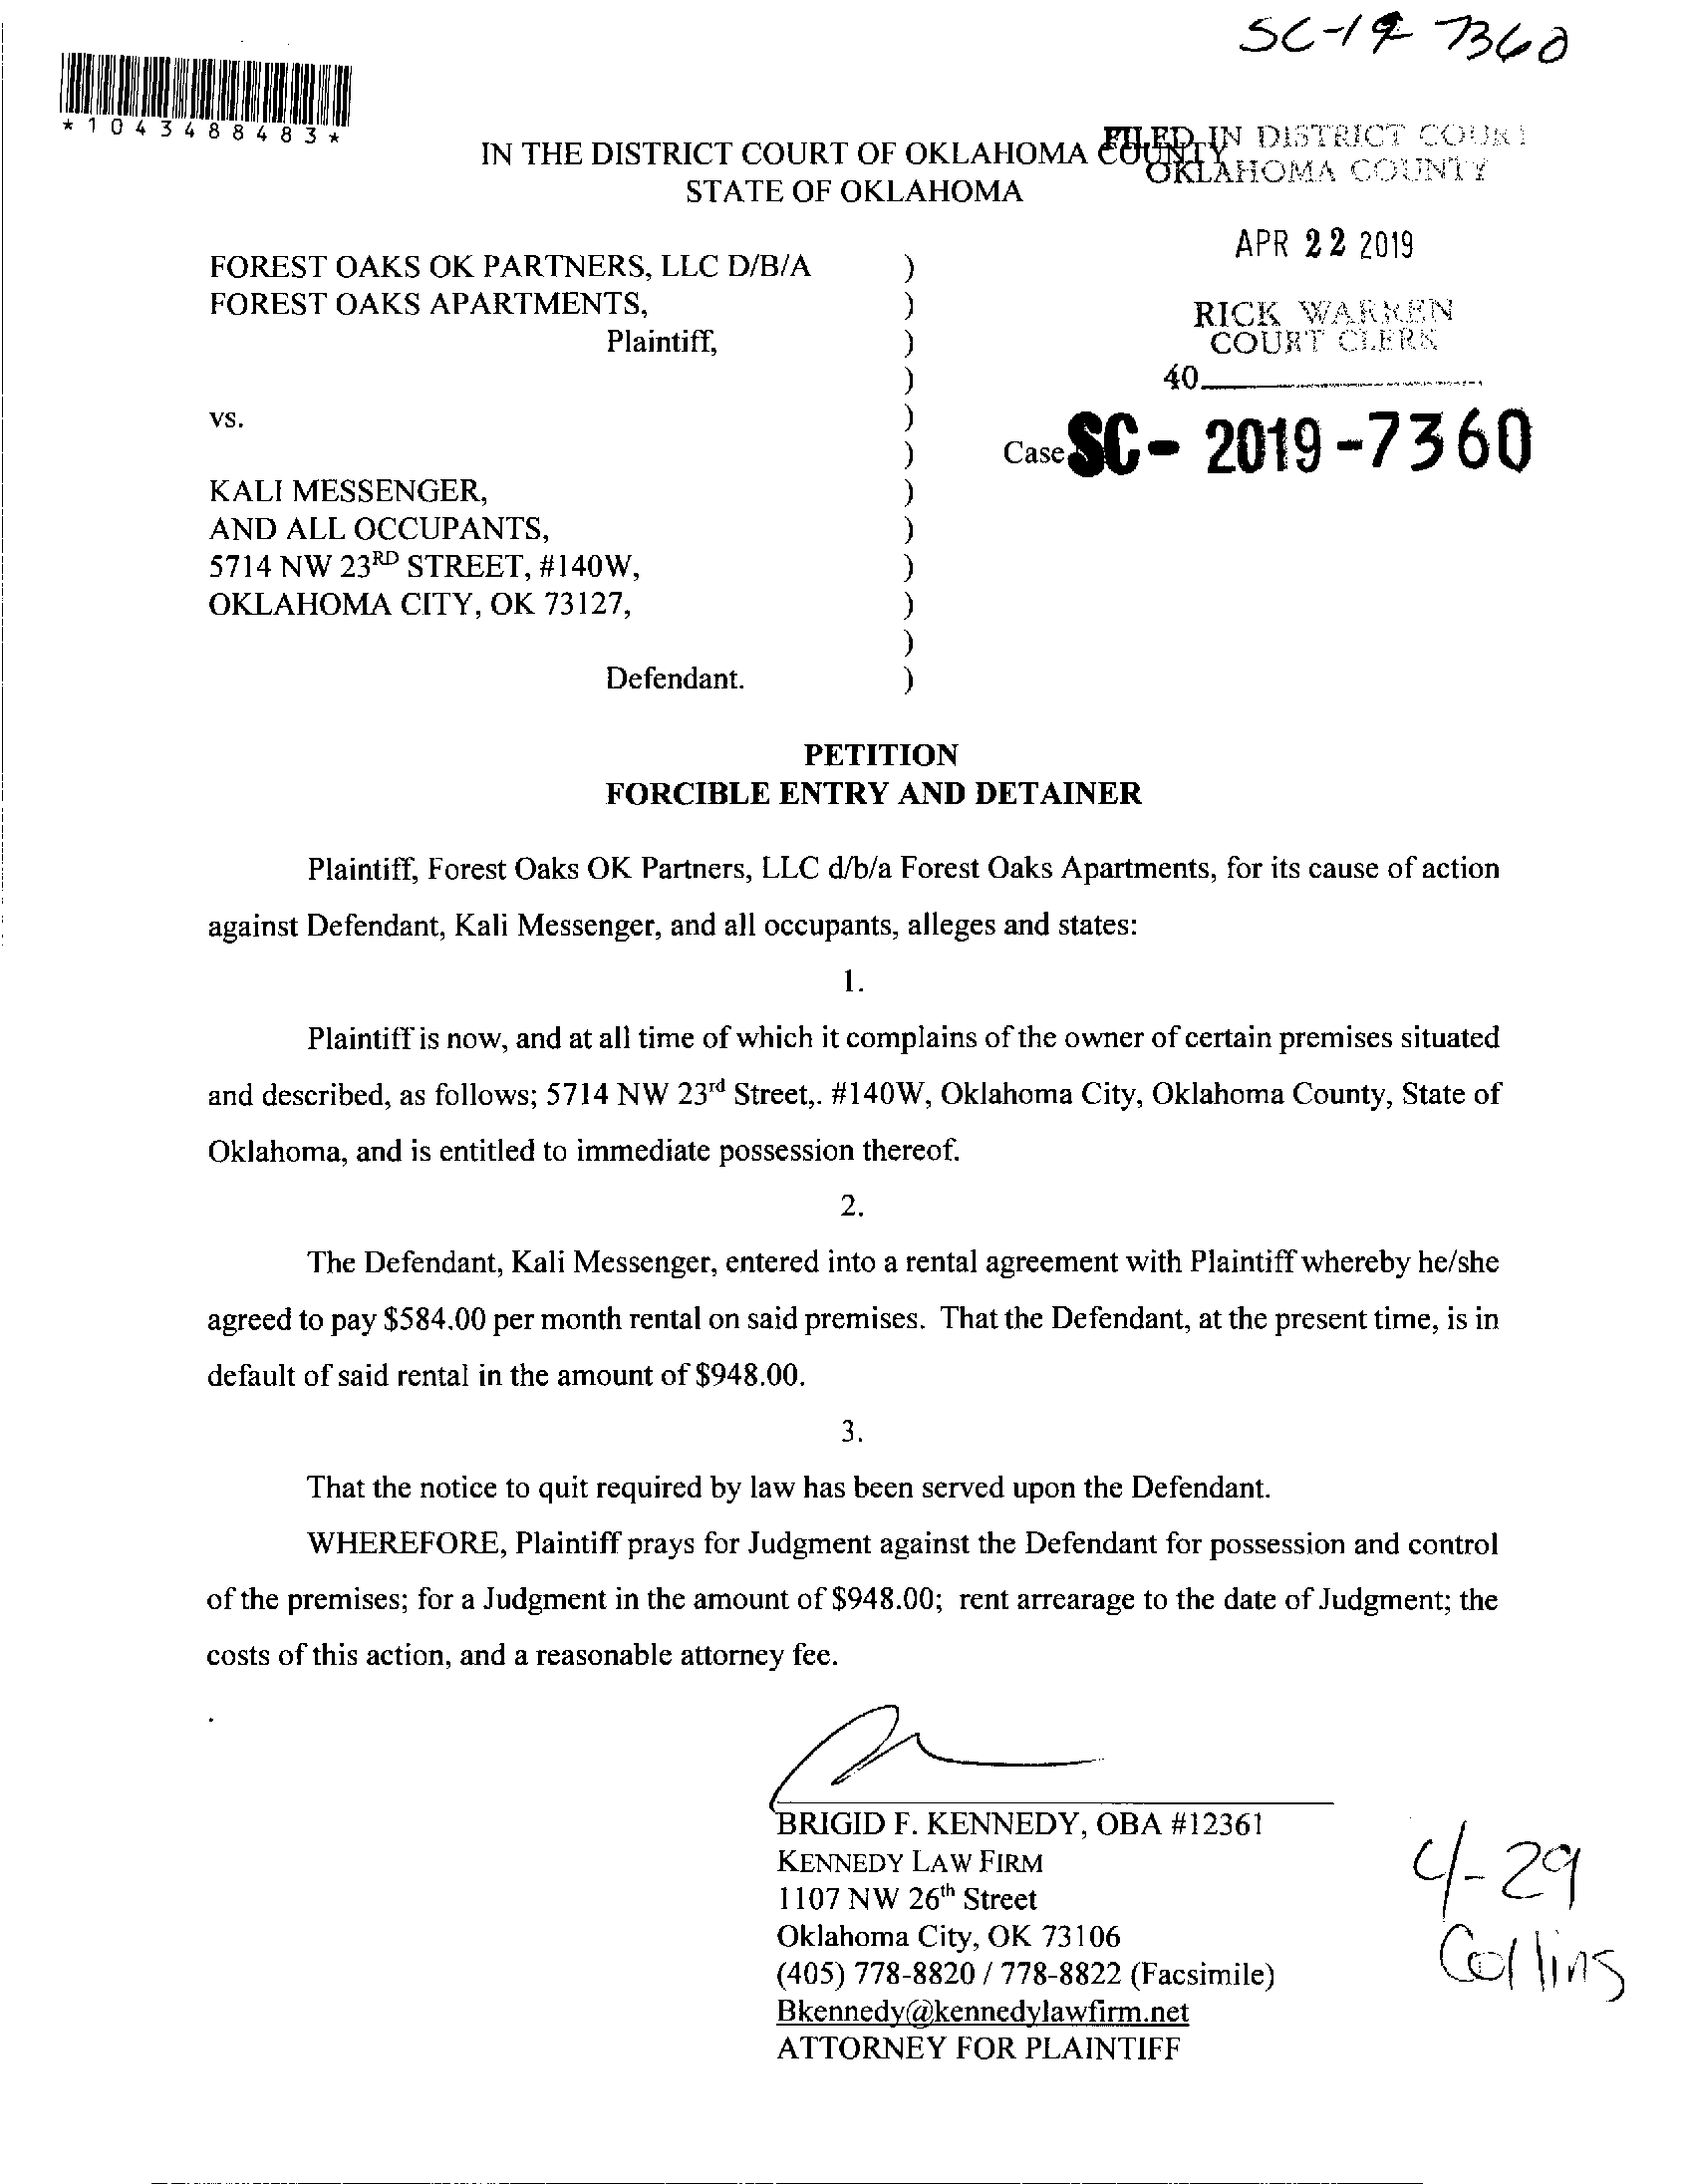 SC-19 7360
*1043488483*
IN THE DISTRICT COURT OF OKLAHOMA COUNTY
STATE OF OKLAHOMA
FILED IN DISTRICT COURT
OKLAHOMA COUNTY
APR 22 2019
RICK WARREN
COURT CLERK
40
FOREST OAKS OK PARTNERS, LLC D/B/A )
FOREST OAKS APARTMENTS, )
Plaintiff, )
)
vs. )
Case SC- 2019-7360
)
KALI MESSENGER, )
AND ALL OCCUPANTS, )
5714 NW 23RD STREET, #140W, )
OKLAHOMA CITY, OK 73127, )
)
Defendant. )
PETITION
FORCIBLE ENTRY AND DETAINER
Plaintiff, Forest Oaks OK Partners, LLC d/b/a Forest Oaks Apartments, for its cause of action
against Defendant, Kali Messenger, and all occupants, alleges and states:
1.
Plaintiff is now, and at all time of which it complains of the owner of certain premises situated
and described, as follows; 5714 NW 23rd Street,. #140W, Oklahoma City, Oklahoma County, State of
Oklahoma, and is entitled to immediate possession thereof.
2.
The Defendant, Kali Messenger, entered into a rental agreement with Plaintiff whereby he/she
agreed to pay $584.00 per month rental on said premises. That the Defendant, at the present time, is in
default of said rental in the amount of $948.00.
3.
That the notice to quit required by law has been served upon the Defendant.
WHEREFORE, Plaintiff prays for Judgment against the Defendant for possession and control
of the premises; for a Judgment in the amount of $948.00; rent arrearage to the date of Judgment; the
costs of this action, and a reasonable attorney fee.
BRIGID F. KENNEDY, OBA #12361
KENNEDY LAW FIRM
1107 NW 26th Street
Oklahoma City, OK 73106
(405) 778-8820 / 778-8822 (Facsimile)
Bkennedy@kennedylawfirm.net
ATTORNEY FOR PLAINTIFF
4-29
Collins